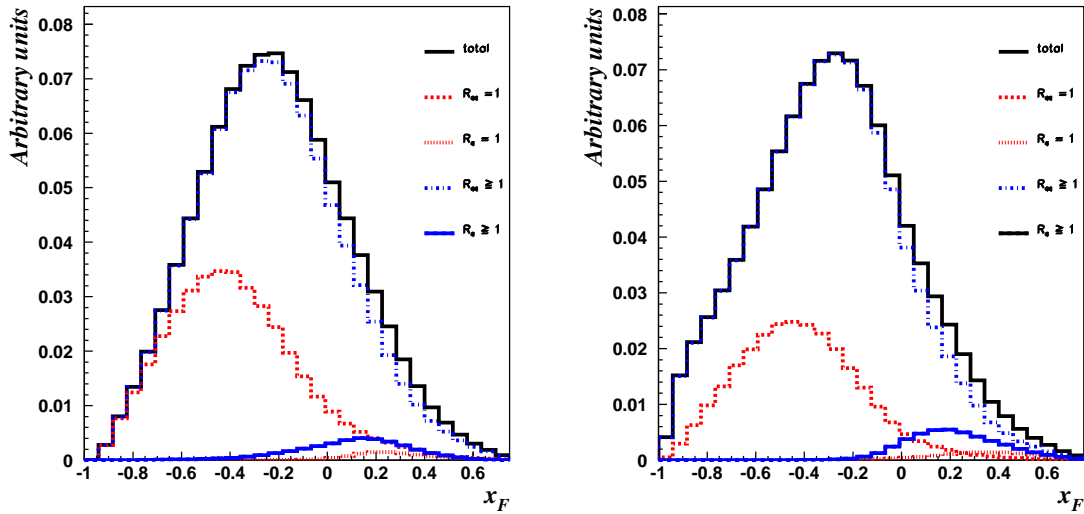 Arbitrary units
0.08
0.07
0.06
0.05
0.04
0.03
0.02
0.01
0
total
R_qq = 1
R_q = 1
R_qq ≧ 1
R_q ≧ 1
-1 -0.8 -0.6 -0.4 -0.2 0 0.2 0.4 0.6
x_F
Arbitrary units
0.08
0.07
0.06
0.05
0.04
0.03
0.02
0.01
0
total
R_qq = 1
R_q = 1
R_qq ≧ 1
R_q ≧ 1
-1 -0.8 -0.6 -0.4 -0.2 0 0.2 0.4 0.6
x_F